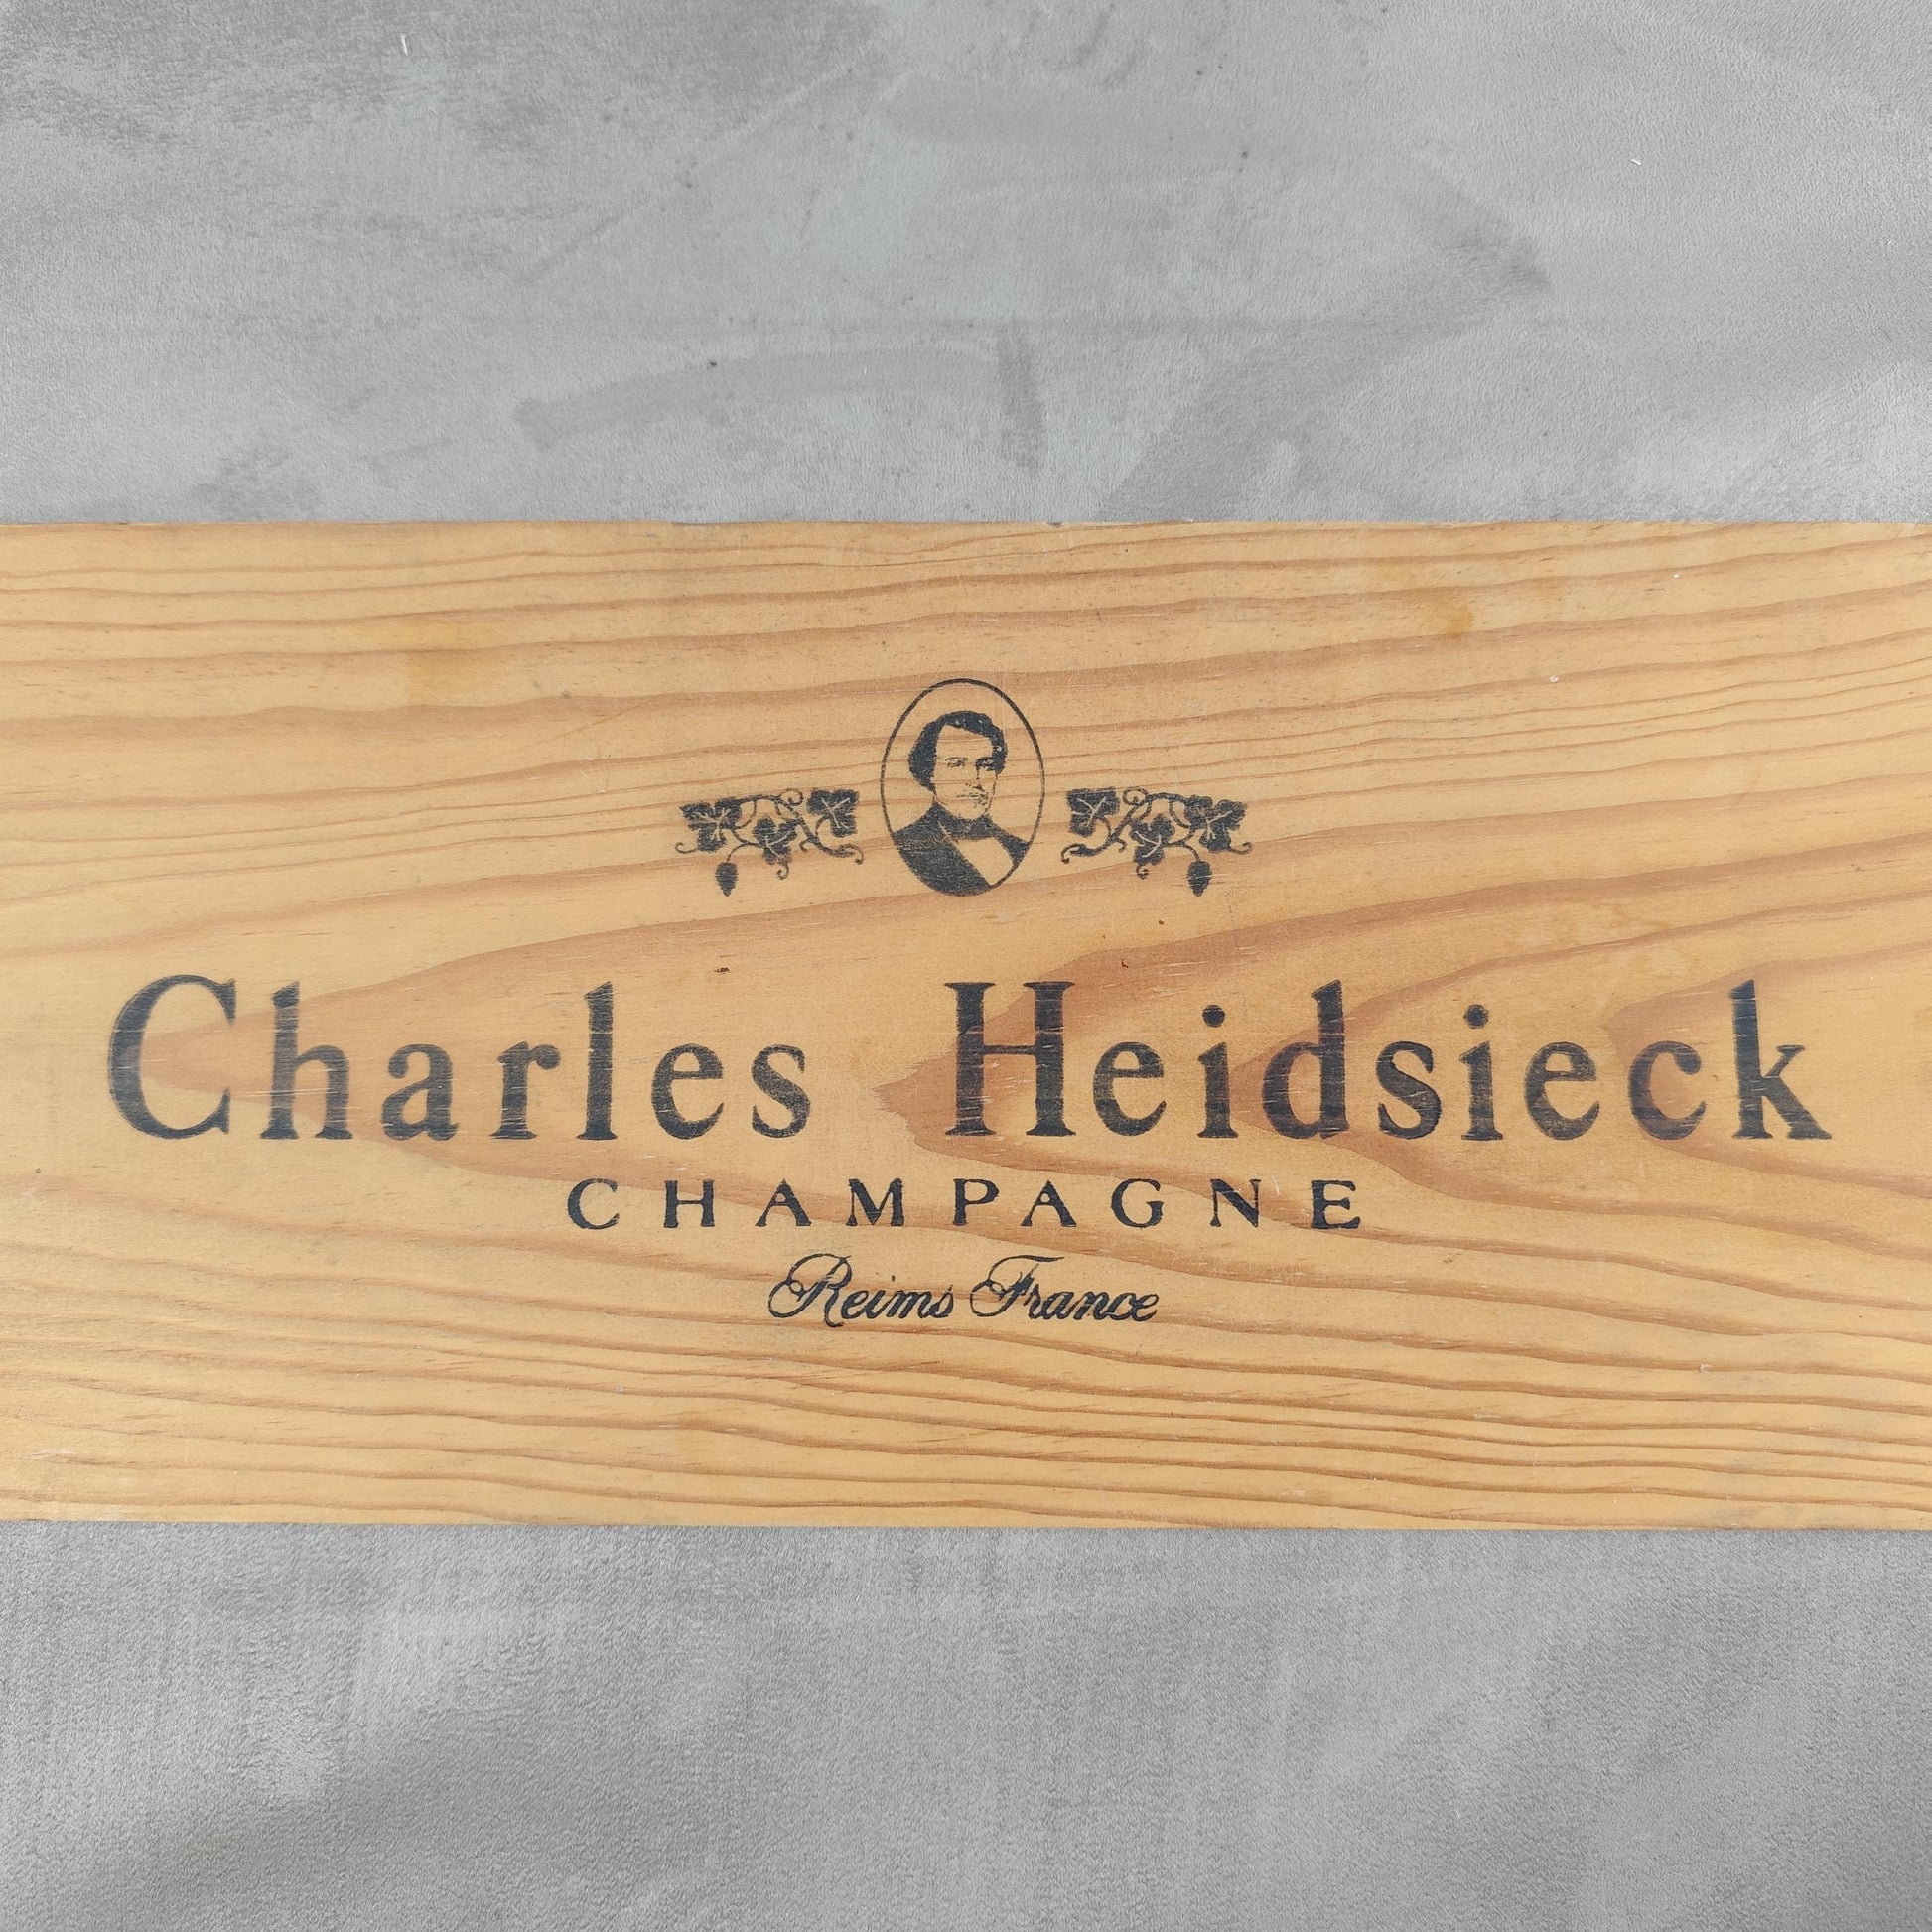 Charles Heidsieck
CHAMPAGNE
Reims France